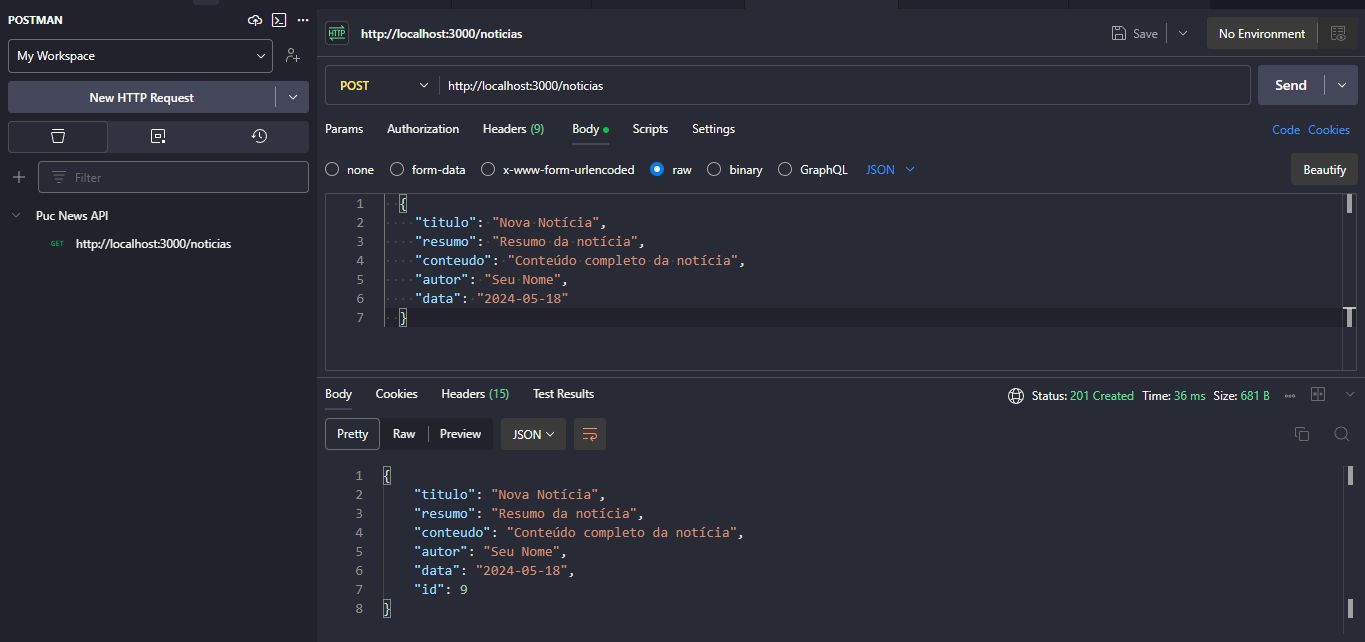 POSTMAN
My Workspace
New HTTP Request
Filter
Puc News API
GET http://localhost:3000/noticias
HTTP http://localhost:3000/noticias
Save
No Environment
POST http://localhost:3000/noticias
Send
Params Authorization Headers (9) Body Scripts Settings
Code Cookies
none form-data x-www-form-urlencoded raw binary GraphQL JSON
Beautify
1 {
2 "titulo": "Nova Notícia",
3 "resumo": "Resumo da notícia",
4 "conteudo": "Conteúdo completo da notícia",
5 "autor": "Seu Nome",
6 "data": "2024-05-18"
7 }
Body Cookies Headers (15) Test Results
Status: 201 Created Time: 36 ms Size: 681 B
Pretty Raw Preview JSON
1 {
2 "titulo": "Nova Notícia",
3 "resumo": "Resumo da notícia",
4 "conteudo": "Conteúdo completo da notícia",
5 "autor": "Seu Nome",
6 "data": "2024-05-18",
7 "id": 9
8 }